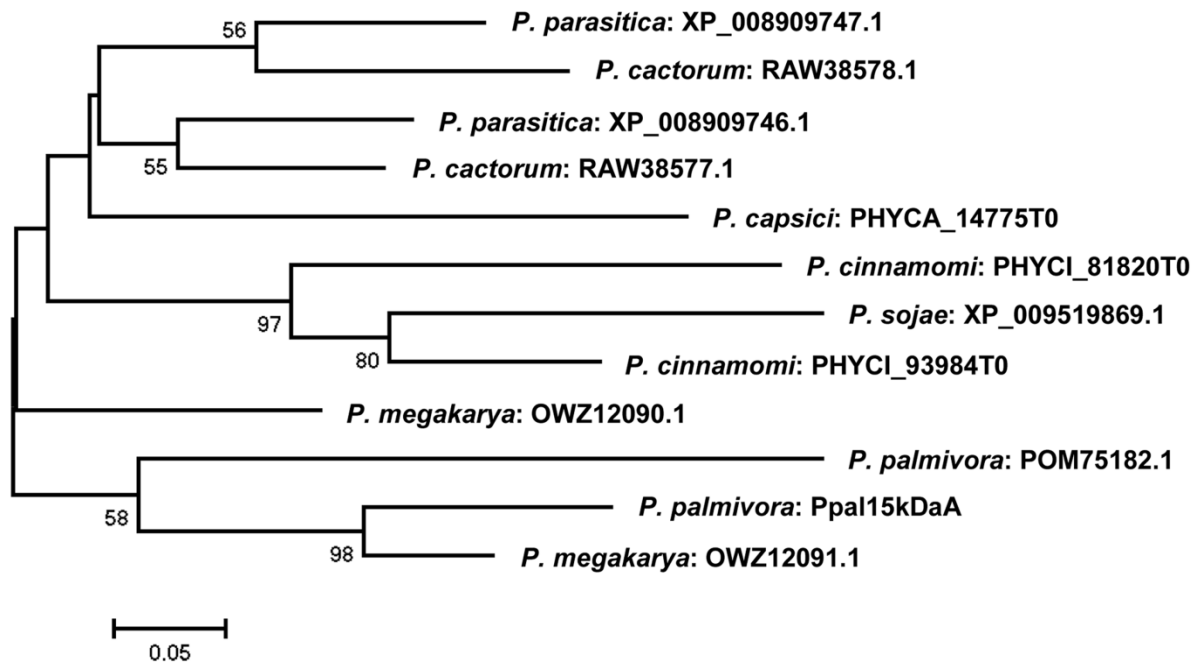 56
P. parasitica: XP_008909747.1
P. cactorum: RAW38578.1
P. parasitica: XP_008909746.1
55
P. cactorum: RAW38577.1
P. capsici: PHYCA_14775T0
P. cinnamomi: PHYCI_81820T0
97
P. sojae: XP_009519869.1
80
P. cinnamomi: PHYCI_93984T0
P. megakarya: OWZ12090.1
P. palmivora: POM75182.1
58
P. palmivora: Ppal15kDaA
98
P. megakarya: OWZ12091.1
0.05